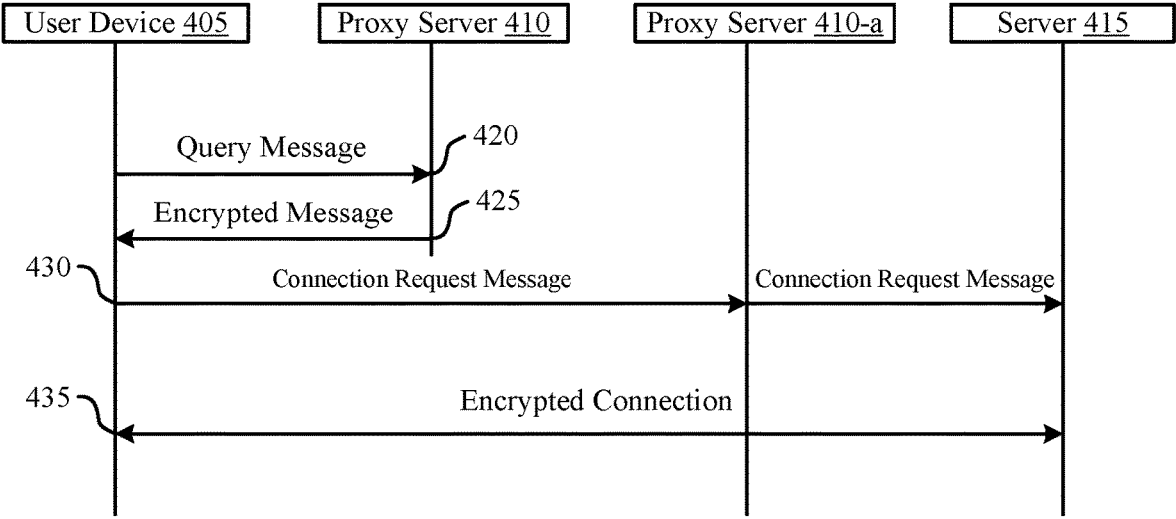 User Device 405
Proxy Server 410
Proxy Server 410-a
Server 415
Query Message
420
Encrypted Message
425
430
Connection Request Message
Connection Request Message
435
Encrypted Connection